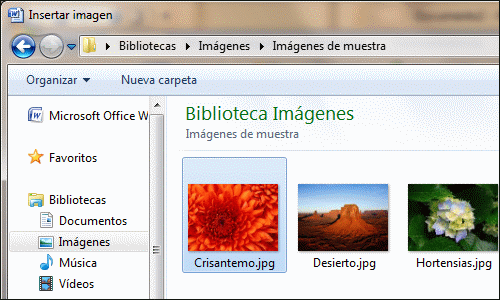 Insertar imagen
Bibliotecas Imágenes Imágenes de muestra
Organizar Nueva carpeta
Microsoft Office W
Favoritos
Bibliotecas
Documentos
Imágenes
Música
Vídeos
Biblioteca Imágenes
Imágenes de muestra
Crisantemo.jpg Desierto.jpg Hortensias.jpg